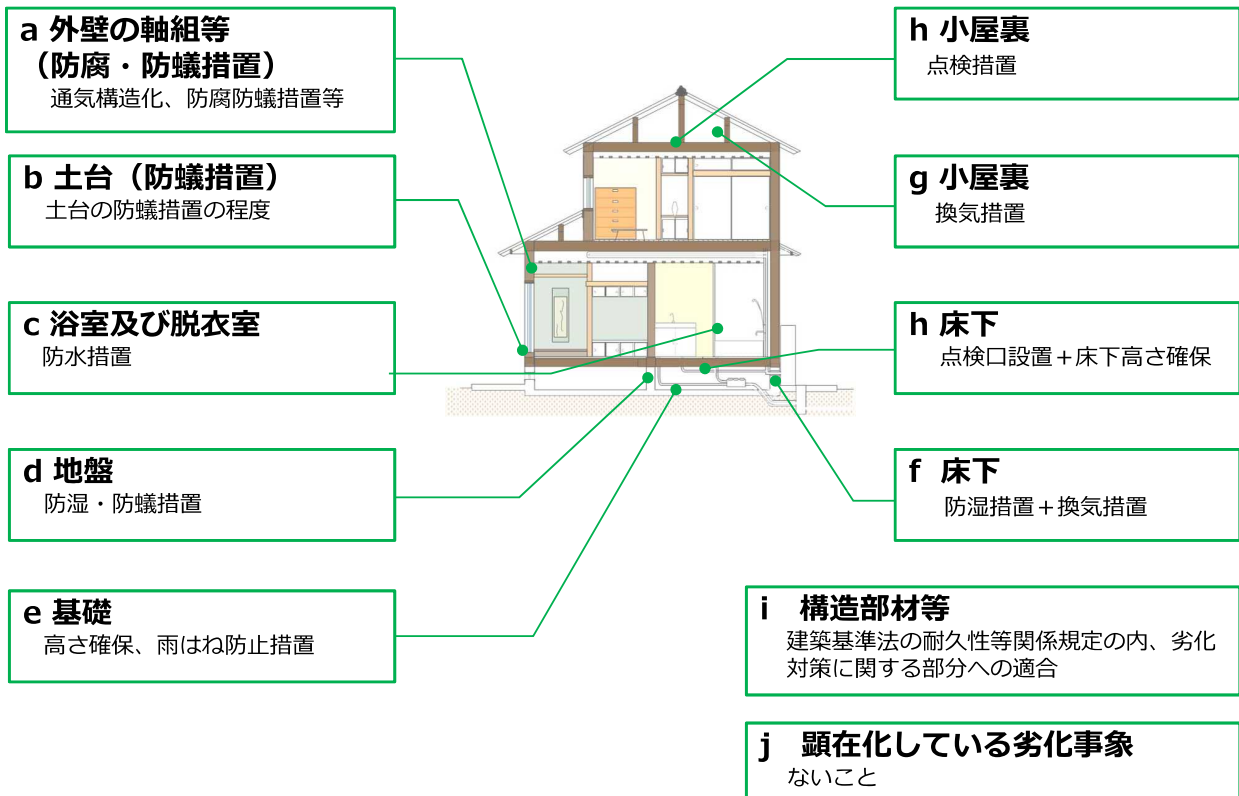 a 外壁の軸組等
（防腐・防蟻措置）
通気構造化、防腐防蟻措置等
b 土台（防蟻措置）
土台の防蟻措置の程度
c 浴室及び脱衣室
防水措置
d 地盤
防湿・防蟻措置
e 基礎
高さ確保、雨はね防止措置
h 小屋裏
点検措置
g 小屋裏
換気措置
h 床下
点検口設置＋床下高さ確保
f 床下
防湿措置＋換気措置
i 構造部材等
建築基準法の耐久性等関係規定の内、劣化
対策に関する部分への適合
j 顕在化している劣化事象
ないこと